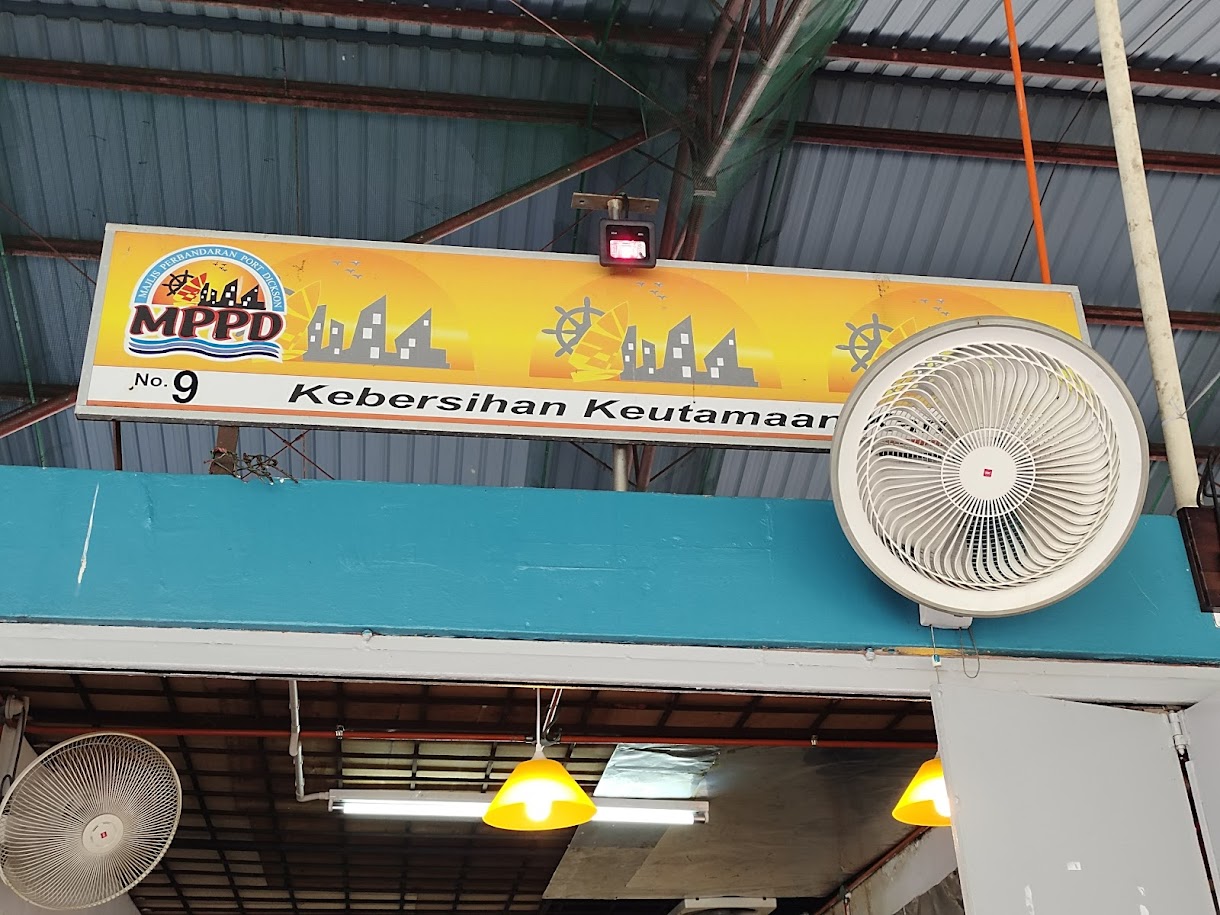 MAJLIS PERBANDARAN PORT DICKSON
MPPD
No. 9
Kebersihan Keutamaan